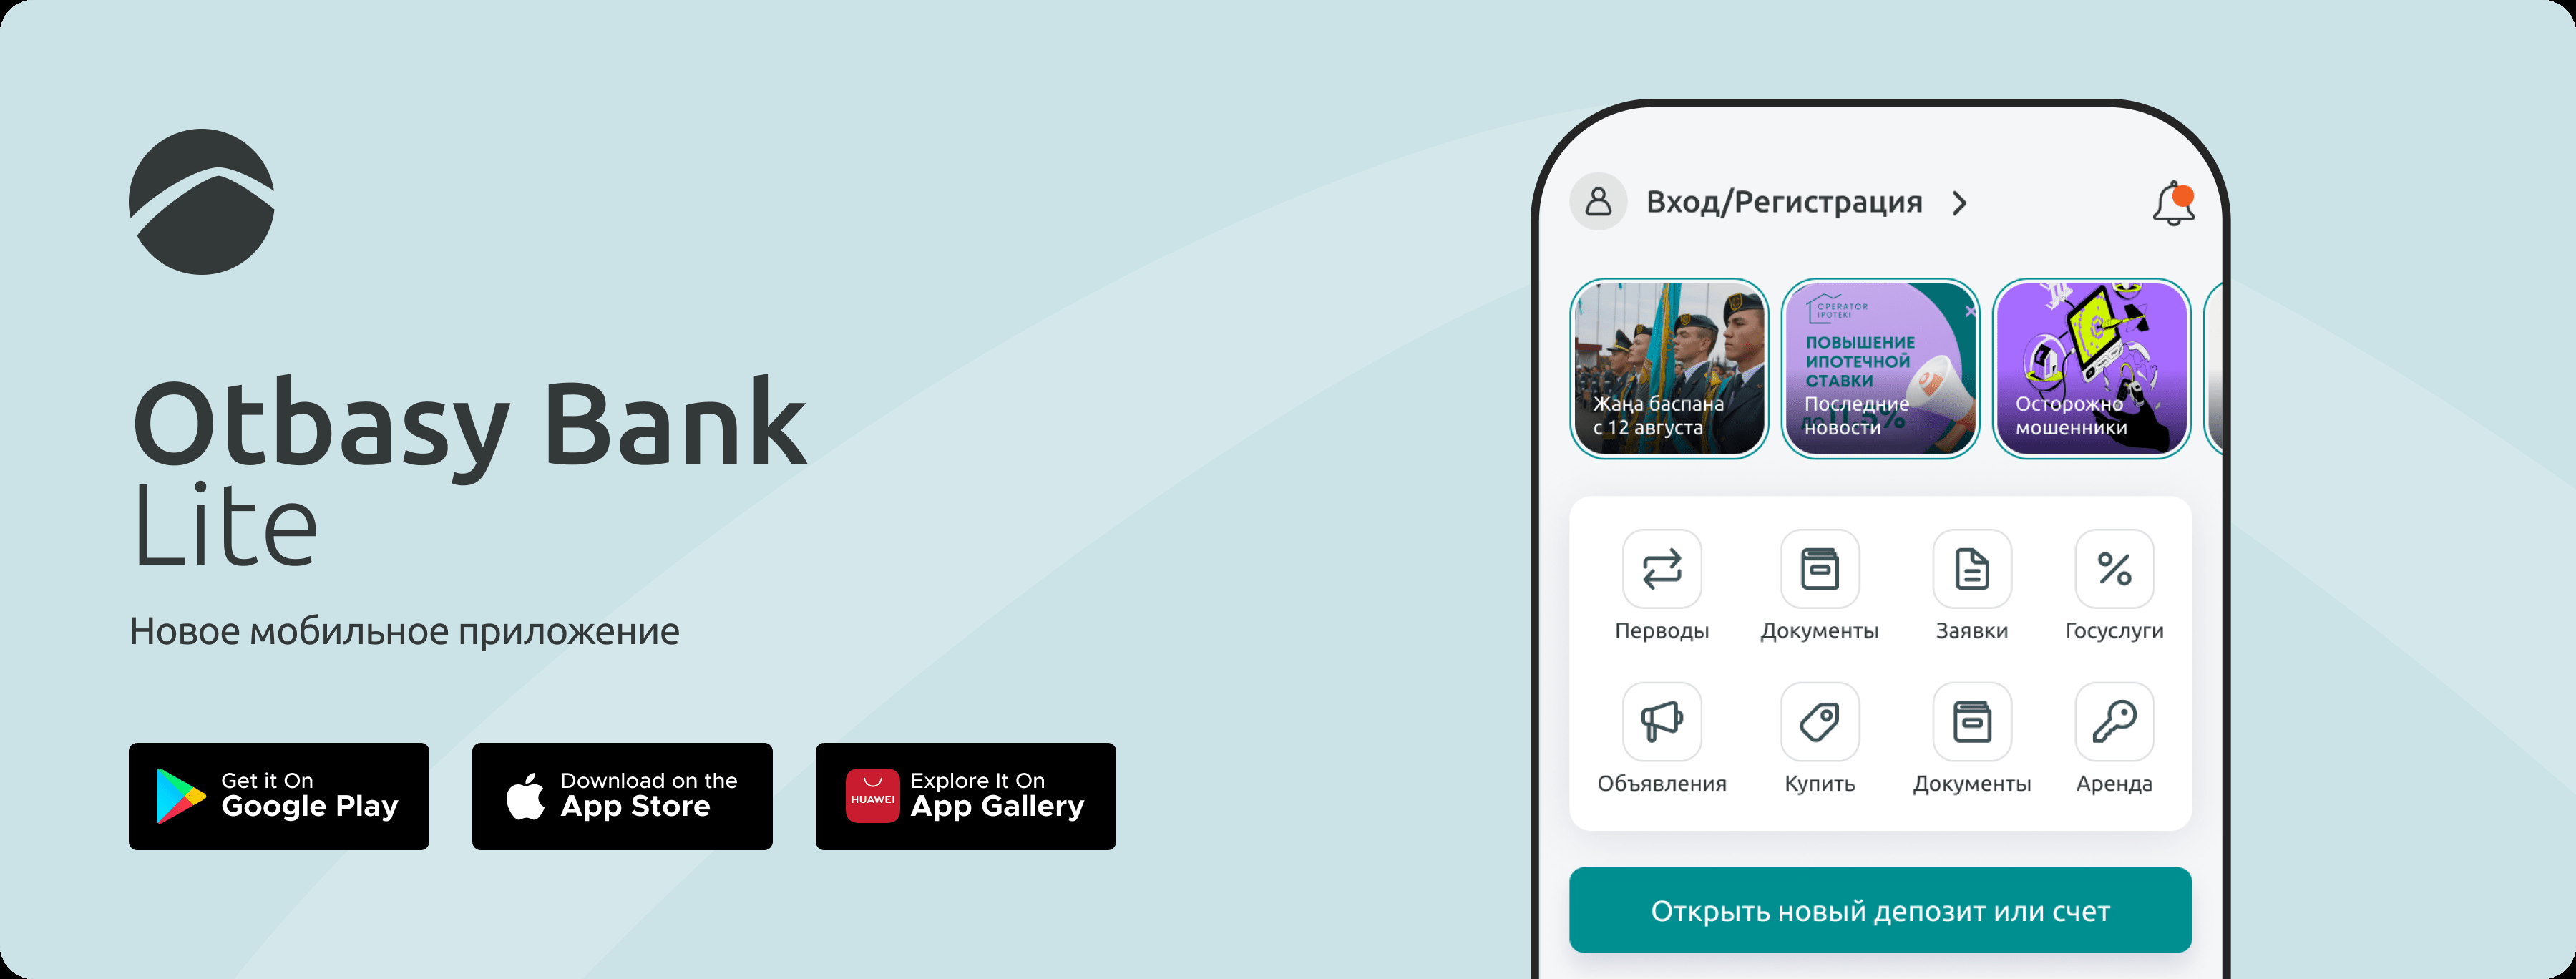 Otbasy Bank
Lite
Новое мобильное приложение
Get it On
Google Play
Download on the
App Store
HUAWEI
Explore It On
App Gallery
Вход/Регистрация
Жаңа баспана
с 12 августа
OPERATOR
IPOTEKI
ПОВЫШЕНИЕ
ИПОТЕЧНОЙ
СТАВКИ
Последние
новости
Осторожно
мошенники
Перводы
Документы
Заявки
Госуслуги
Объявления
Купить
Документы
Аренда
Открыть новый депозит или счет